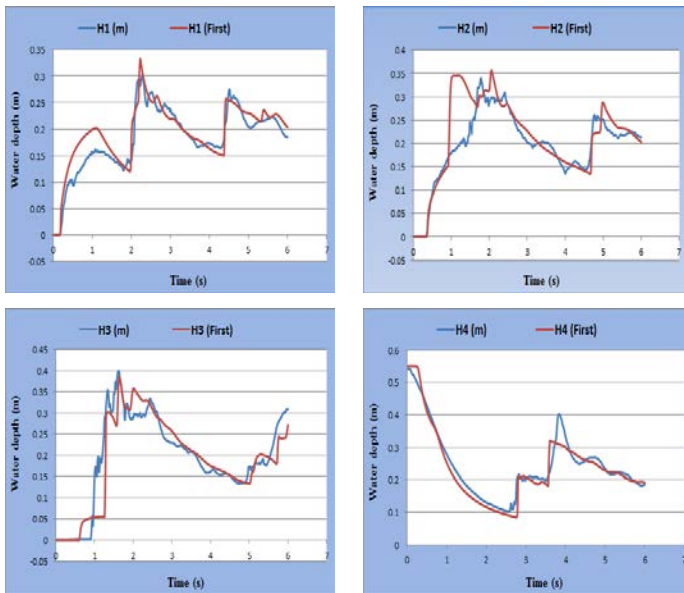 H1 (m) H1 (First)
0.35
0.3
0.25
0.2
0.15
0.1
0.05
0
-0.05
0 1 2 3 4 5 6 7
Water depth (m)
Time (s)
H2 (m) H2 (First)
0.4
0.35
0.3
0.25
0.2
0.15
0.1
0.05
0
-0.05
0 1 2 3 4 5 6 7
Water depth (m)
Time (s)
H3 (m) H3 (First)
0.45
0.4
0.35
0.3
0.25
0.2
0.15
0.1
0.05
0
-0.05
0 1 2 3 4 5 6 7
Water depth (m)
Time (s)
H4 (m) H4 (First)
0.6
0.5
0.4
0.3
0.2
0.1
0
0 1 2 3 4 5 6 7
Water depth (m)
Time (s)